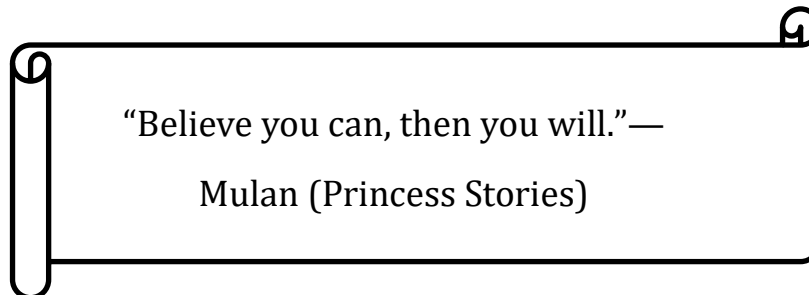 “Believe you can, then you will.”—
Mulan (Princess Stories)